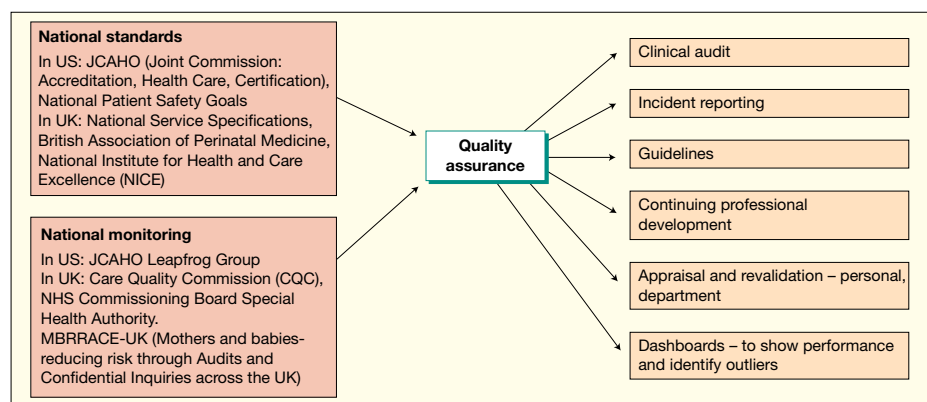 National standards
In US: JCAHO (Joint Commission:
Accreditation, Health Care, Certification),
National Patient Safety Goals
In UK: National Service Specifications,
British Association of Perinatal Medicine,
National Institute for Health and Care
Excellence (NICE)
National monitoring
In US: JCAHO Leapfrog Group
In UK: Care Quality Commission (CQC),
NHS Commissioning Board Special
Health Authority.
MBRRACE-UK (Mothers and babies-
reducing risk through Audits and
Confidential Inquiries across the UK)
Quality
assurance
Clinical audit
Incident reporting
Guidelines
Continuing professional
development
Appraisal and revalidation – personal,
department
Dashboards – to show performance
and identify outliers